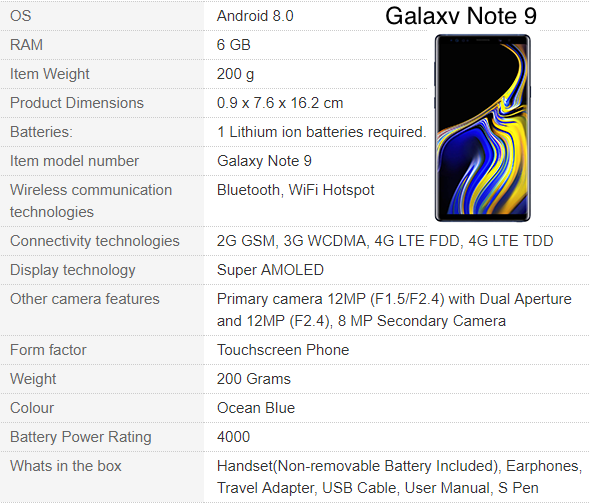 Galaxy Note 9
OS Android 8.0
RAM 6 GB
Item Weight 200 g
Product Dimensions 0.9 x 7.6 x 16.2 cm
Batteries: 1 Lithium ion batteries required.
Item model number Galaxy Note 9
Wireless communication Bluetooth, WiFi Hotspot
technologies
Connectivity technologies 2G GSM, 3G WCDMA, 4G LTE FDD, 4G LTE TDD
Display technology Super AMOLED
Other camera features Primary camera 12MP (F1.5/F2.4) with Dual Aperture
and 12MP (F2.4), 8 MP Secondary Camera
Form factor Touchscreen Phone
Weight 200 Grams
Colour Ocean Blue
Battery Power Rating 4000
Whats in the box Handset(Non-removable Battery Included), Earphones,
Travel Adapter, USB Cable, User Manual, S Pen